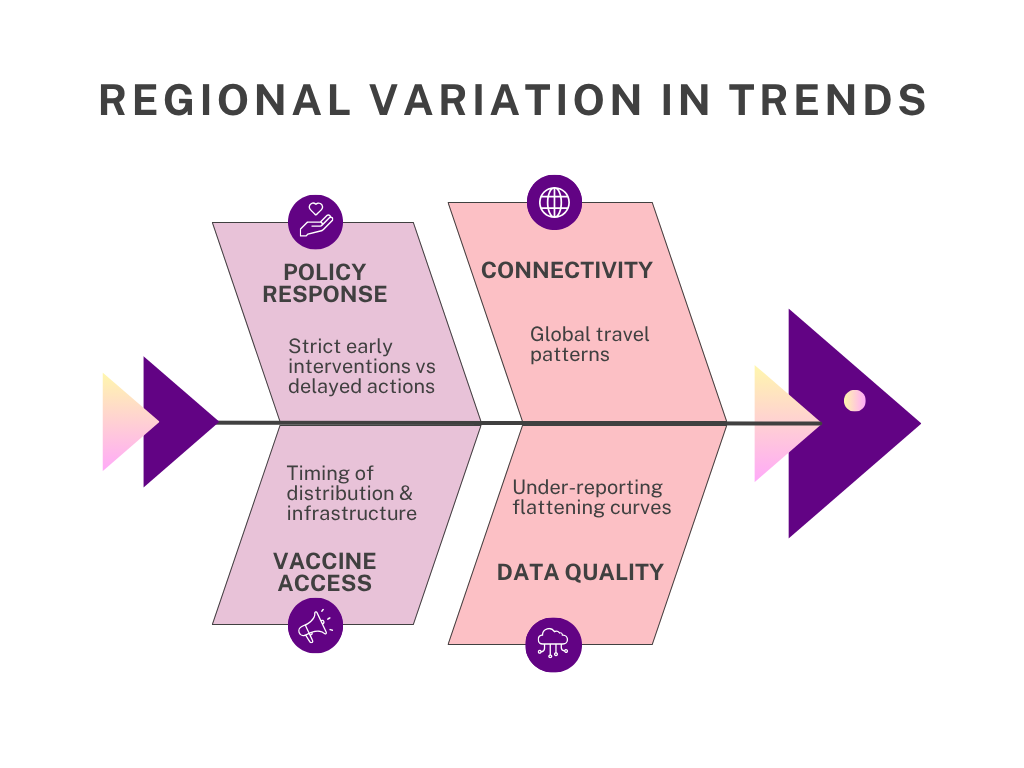 REGIONAL VARIATION IN TRENDS
POLICY
RESPONSE
Strict early
interventions vs
delayed actions
CONNECTIVITY
Global travel
patterns
Timing of
distribution &
infrastructure
VACCINE
ACCESS
Under-reporting
flattening curves
DATA QUALITY